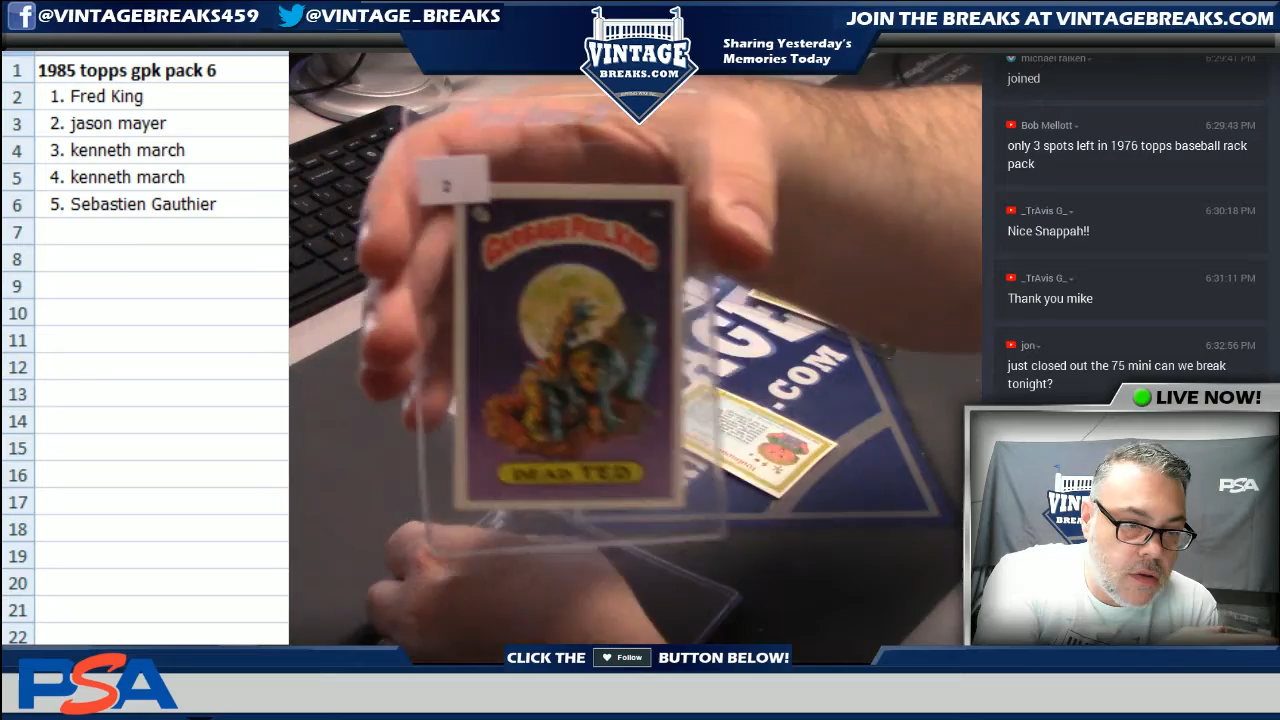 @VINTAGEBREAKS459
@VINTAGE_BREAKS
VINTAGE
BREAKS.COM
Sharing Yesterday's
Memories Today
JOIN THE BREAKS AT VINTAGEBREAKS.COM
1 1985 topps gpk pack 6
2 1. Fred King
3 2. jason mayer
4 3. kenneth march
5 4. kenneth march
6 5. Sebastien Gauthier
7
8
9
10
11
12
13
14
15
16
17
18
19
20
21
22
GARBAGE PAIL KIDS
DEAD TED
.COM
michael falken 6:29:41 PM
joined
Bob Mellott 6:29:43 PM
only 3 spots left in 1976 topps baseball rack
pack
_TrAvis G_ 6:30:18 PM
Nice Snappah!!
_TrAvis G_ 6:31:11 PM
Thank you mike
jon 6:32:56 PM
just closed out the 75 mini can we break
tonight?
LIVE NOW!
PSA
CLICK THE Follow BUTTON BELOW!
PSA